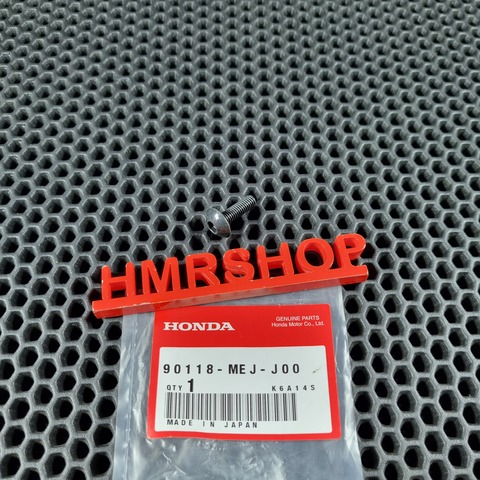 HMRSHOP
HONDA
GENUINE PARTS
Honda Motor Co., Ltd.
90118-MEJ-J00
QTY 1 K6A14S
MADE IN JAPAN